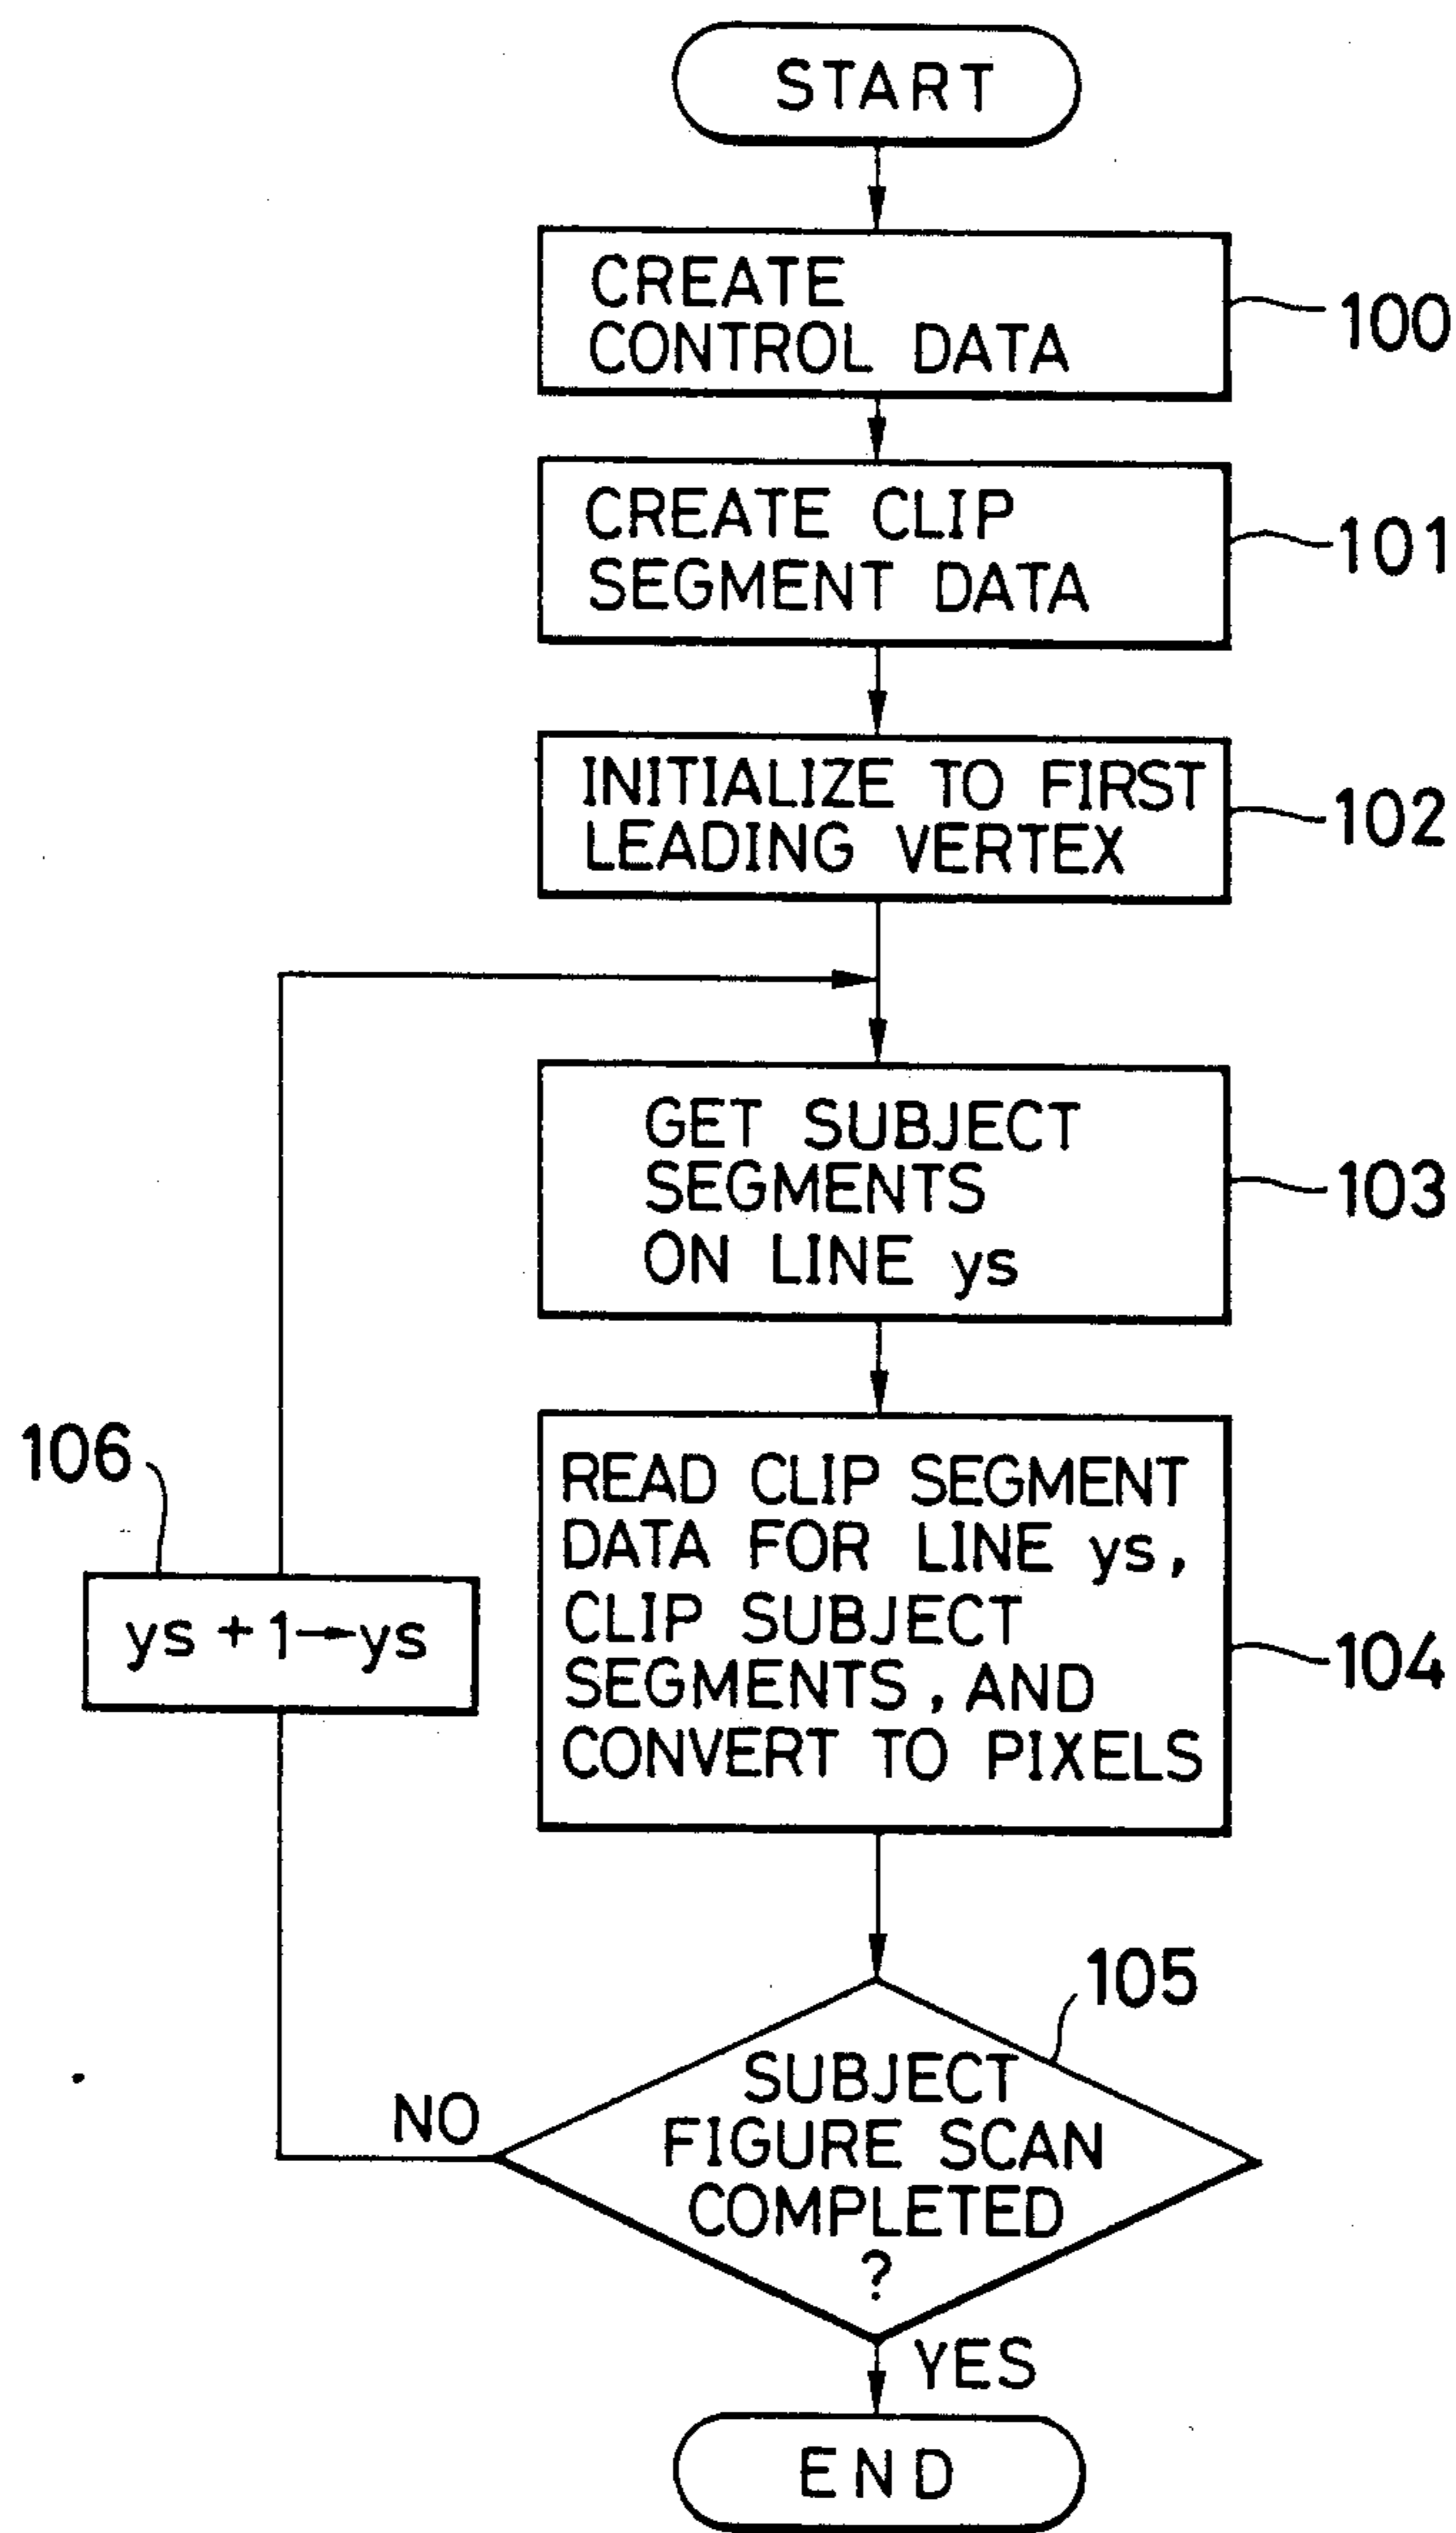 START
CREATE
CONTROL DATA
100
CREATE CLIP
SEGMENT DATA
101
INITIALIZE TO FIRST
LEADING VERTEX
102
GET SUBJECT
SEGMENTS
ON LINE ys
103
READ CLIP SEGMENT
DATA FOR LINE ys,
CLIP SUBJECT
SEGMENTS, AND
CONVERT TO PIXELS
104
106
ys + 1→ys
105
SUBJECT
FIGURE SCAN
COMPLETED
?
NO
YES
END